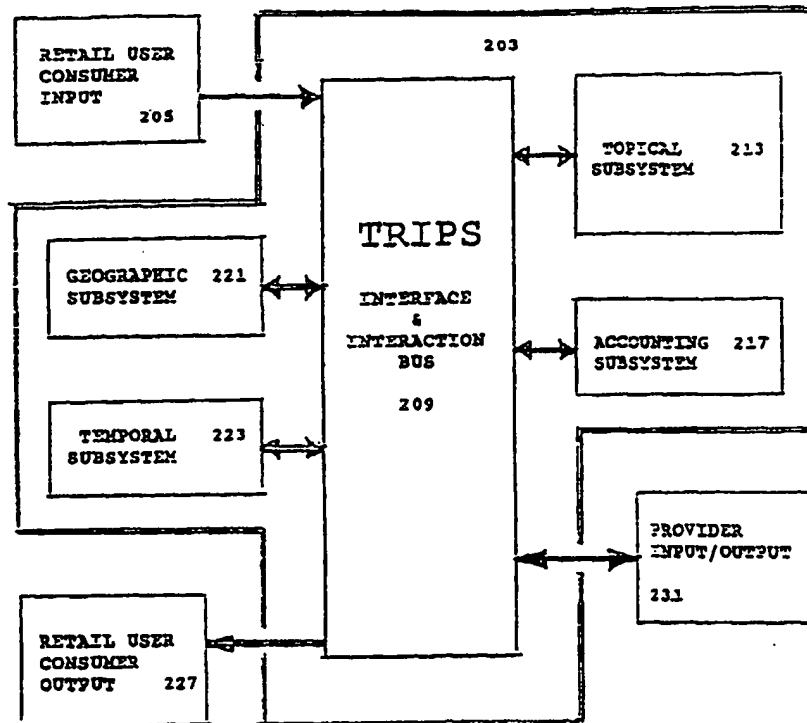 RETAIL USER
CONSUMER
INPUT
205
203
TOPICAL 213
SUBSYSTEM
TRIPS
INTERFACE
&
INTERACTION
BUS
209
GEOGRAPHIC 221
SUBSYSTEM
ACCOUNTING 217
SUBSYSTEM
TEMPORAL 223
SUBSYSTEM
PROVIDER
INPUT/OUTPUT
231
RETAIL USER
CONSUMER
OUTPUT 227